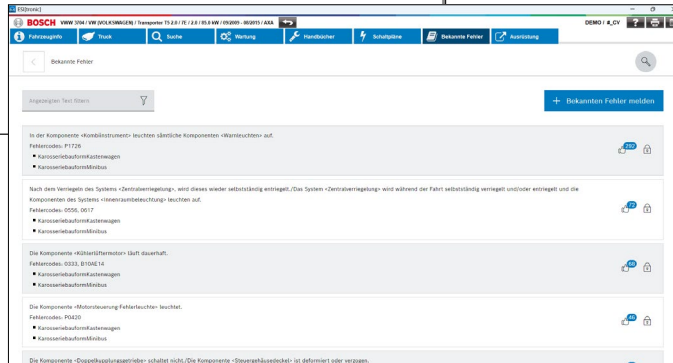 ESI[tronic]
BOSCH VWW 3704 / VW (VOLKSWAGEN) / Transporter T5 2.0 / 7E / 2.0 / 85.0 kW / 09/2009 - 08/2015 / AXA DEMO / #_CV ?
Fahrzeuginfo Truck Suche Wartung Handbücher Schaltpläne Bekannte Fehler Ausrüstung
Bekannte Fehler
Angezeigten Text filtern + Bekannten Fehler melden
In der Komponente <Kombiinstrument> leuchten sämtliche Komponenten <Warnleuchten> auf.
Fehlercodes: P1726 292
KarosseriebauformKastenwagen
KarosseriebauformMinibus
Nach dem Verriegeln des Systems <Zentralverriegelung>, wird dieses wieder selbstständig entriegelt./Das System <Zentralverriegelung> wird während der Fahrt selbstständig verriegelt und/oder entriegelt und die
Komponenten des Systems <Innenraumbeleuchtung> leuchten auf. 72
Fehlercodes: 0556, 0617
KarosseriebauformKastenwagen
KarosseriebauformMinibus
Die Komponente <Kühlerlüftermotor> läuft dauerhaft.
Fehlercodes: 0333, B10AE14 68
KarosseriebauformKastenwagen
KarosseriebauformMinibus
Die Komponente <Motorsteuerung-Fehlerleuchte> leuchtet.
Fehlercodes: P0420 46
KarosseriebauformKastenwagen
KarosseriebauformMinibus
Die Komponente <Doppelkupplungsgetriebe> schaltet nicht./Die Komponente <Steuergehäusedeckel> ist deformiert oder verzogen.